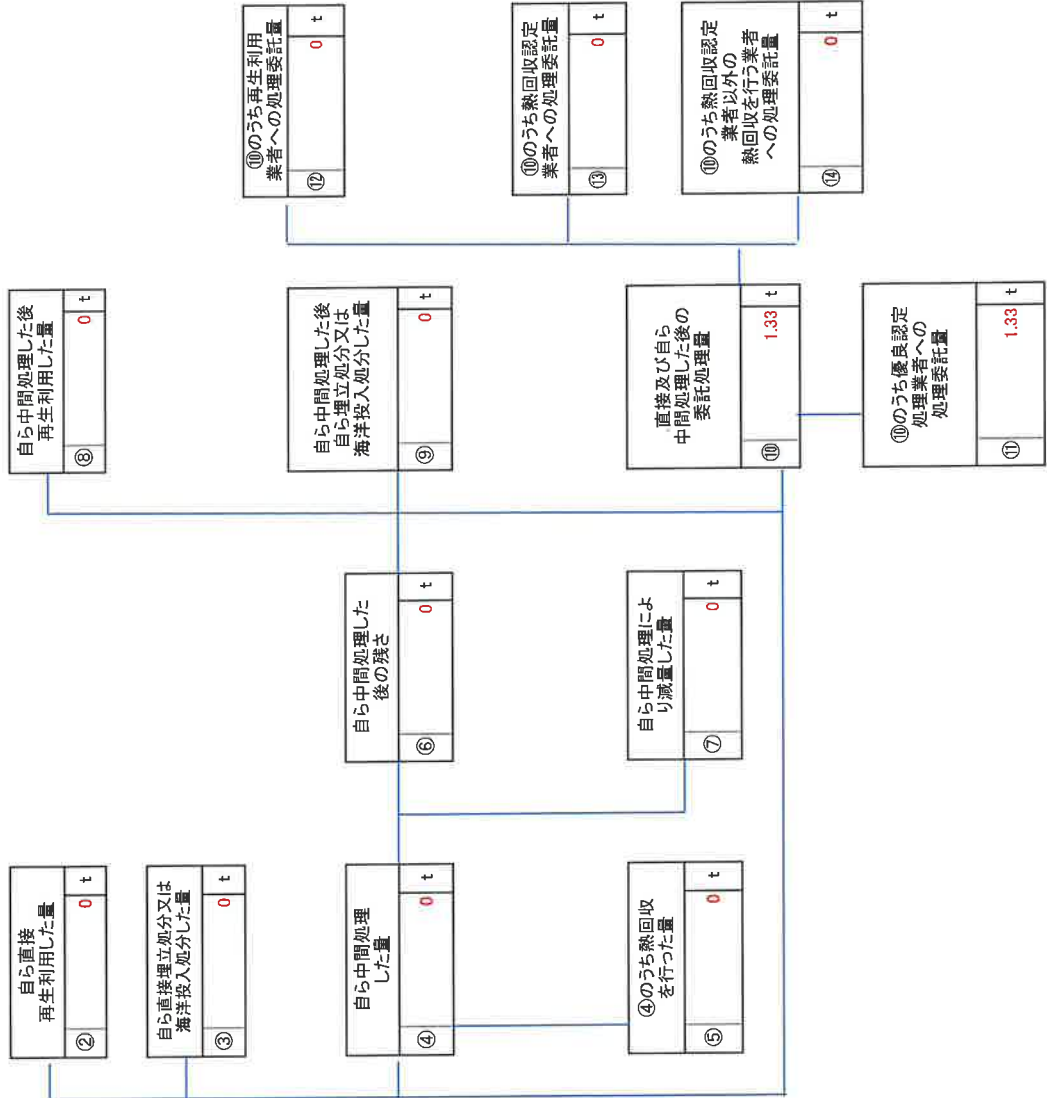 自ら直接
再生利用した量
② 0 t
自ら直接埋立処分又は
海洋投入処分した量
③ 0 t
自ら中間処理
した量
④ 0 t
④のうち熱回収
を行った量
⑤ 0 t
自ら中間処理した
後の残さ
⑥ 0 t
自ら中間処理によ
り減量した量
⑦ 0 t
自ら中間処理した後
再生利用した量
⑧ 0 t
自ら中間処理した後
自ら埋立処分又は
海洋投入処分した量
⑨ 0 t
直接及び自ら
中間処理した後の
委託処理量
⑩ 1.33 t
⑩のうち優良認定
処理業者への
処理委託量
⑪ 1.33 t
⑩のうち再生利用
業者への処理委託量
⑫ 0 t
⑩のうち熱回収認定
業者への処理委託量
⑬ 0 t
⑩のうち熱回収認定
業者以外の
熱回収を行う業者
への処理委託量
⑭ 0 t